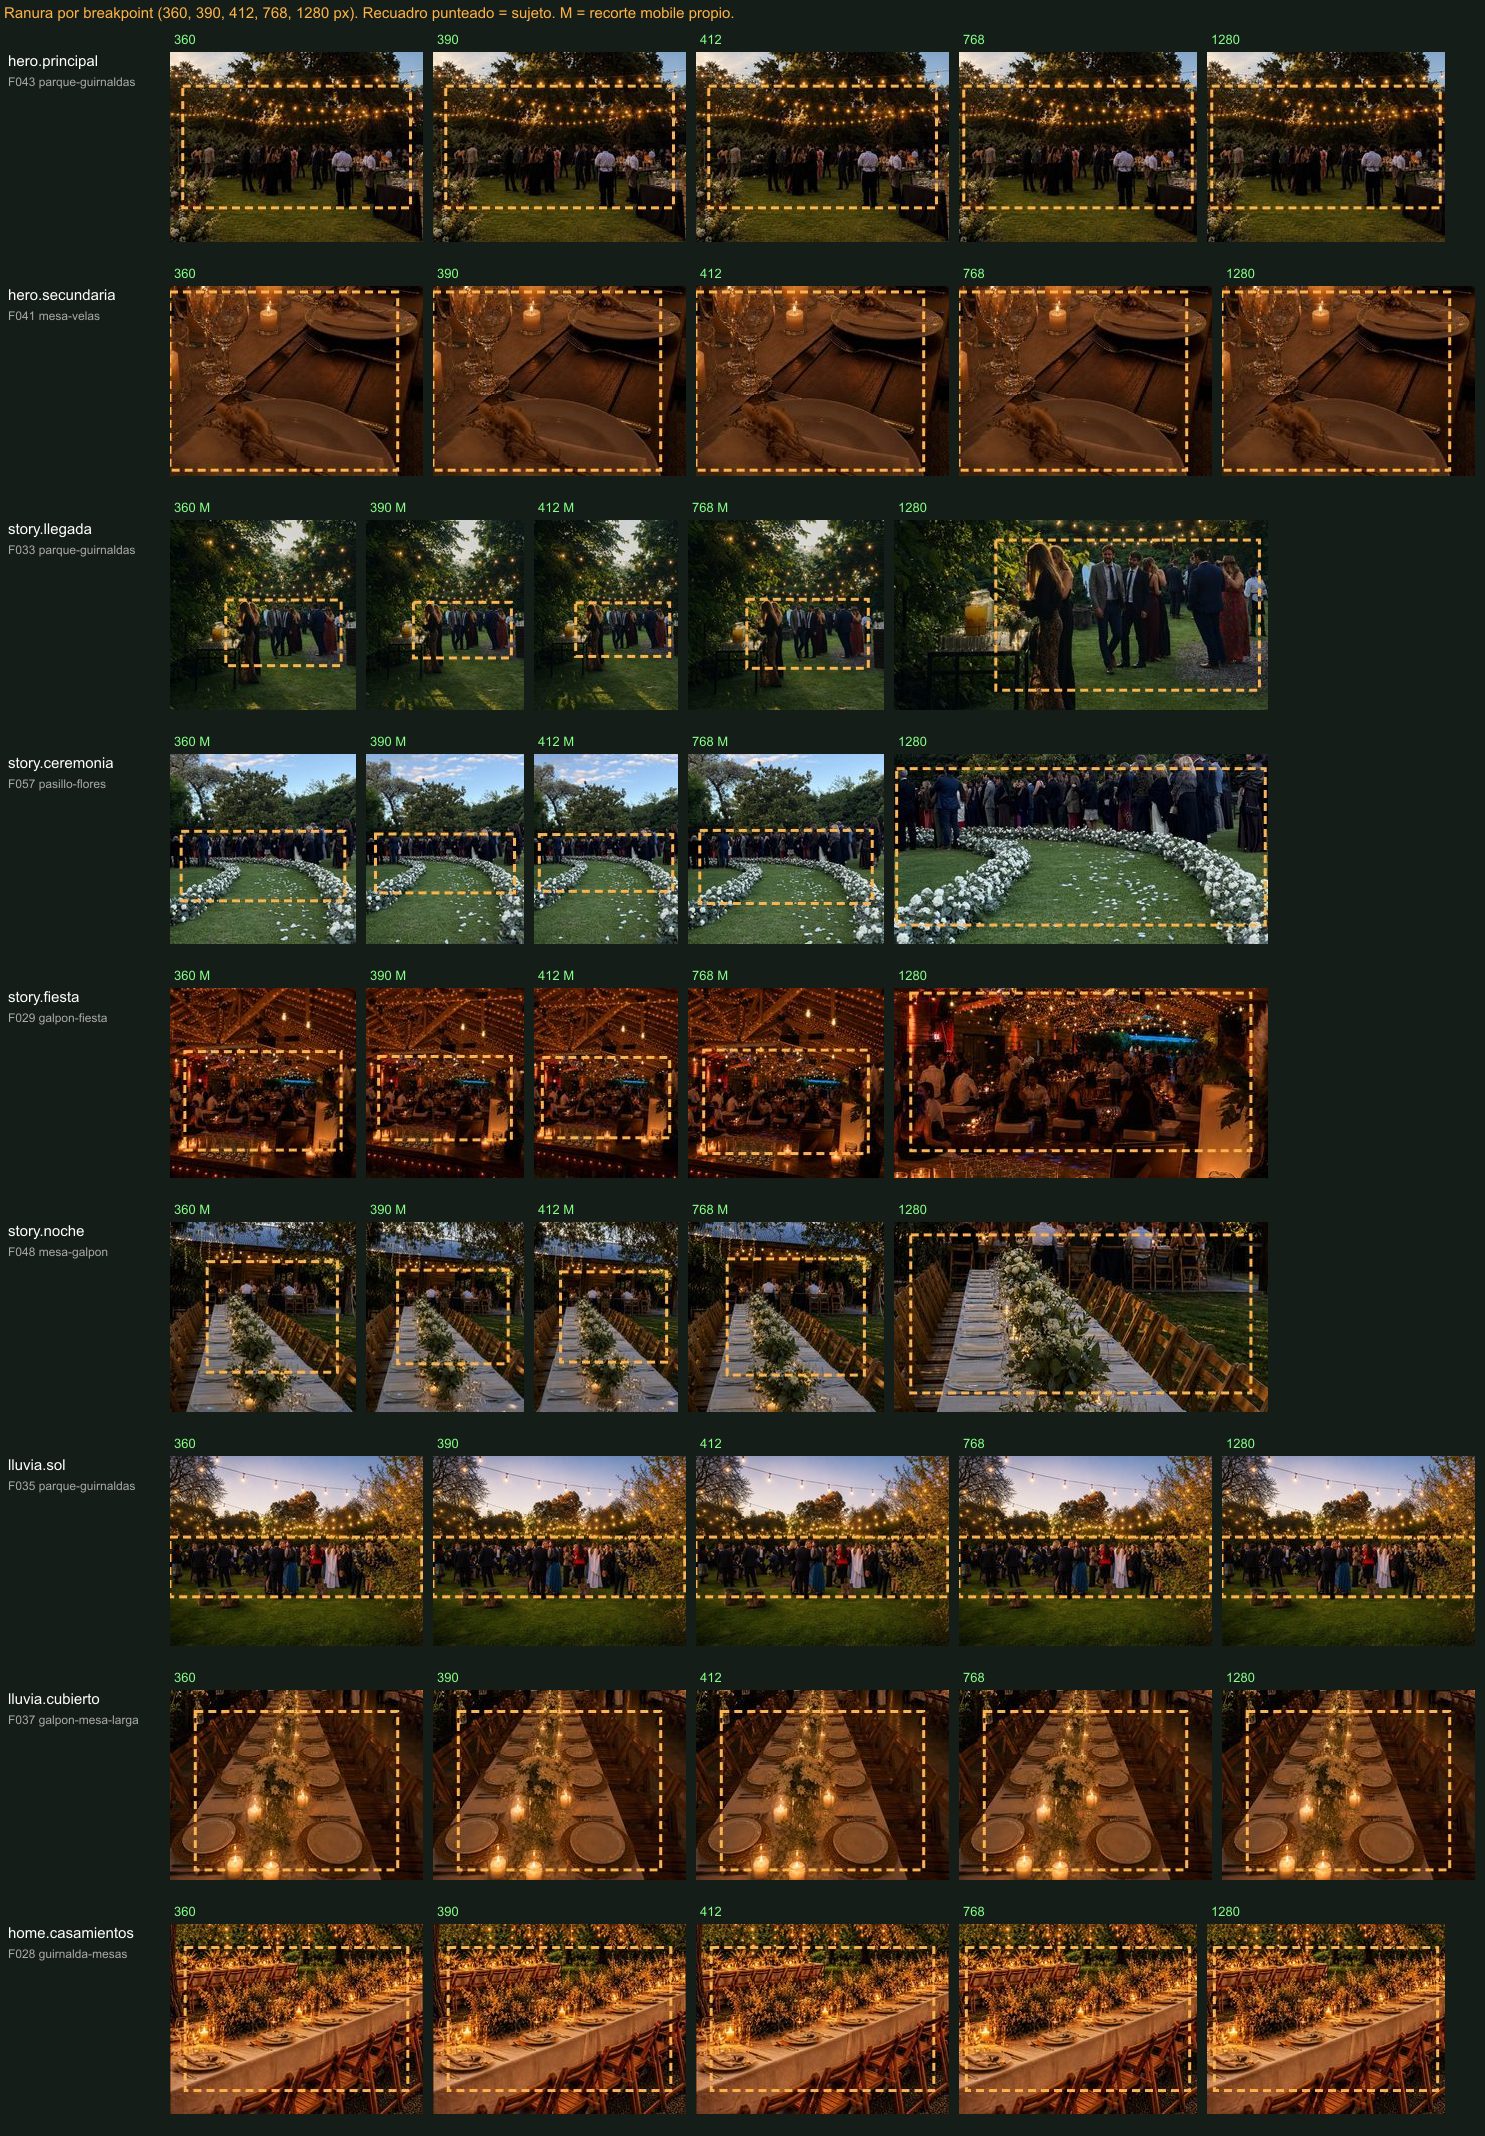 Ranura por breakpoint (360, 390, 412, 768, 1280 px). Recuadro punteado = sujeto. M = recorte mobile propio.
360 390 412 768 1280
hero.principal
F043 parque-guirnaldas
360 390 412 768 1280
hero.secundaria
F041 mesa-velas
360 M 390 M 412 M 768 M 1280
story.llegada
F033 parque-guirnaldas
360 M 390 M 412 M 768 M 1280
story.ceremonia
F057 pasillo-flores
360 M 390 M 412 M 768 M 1280
story.fiesta
F029 galpon-fiesta
360 M 390 M 412 M 768 M 1280
story.noche
F048 mesa-galpon
360 390 412 768 1280
lluvia.sol
F035 parque-guirnaldas
360 390 412 768 1280
lluvia.cubierto
F037 galpon-mesa-larga
360 390 412 768 1280
home.casamientos
F028 guirnalda-mesas